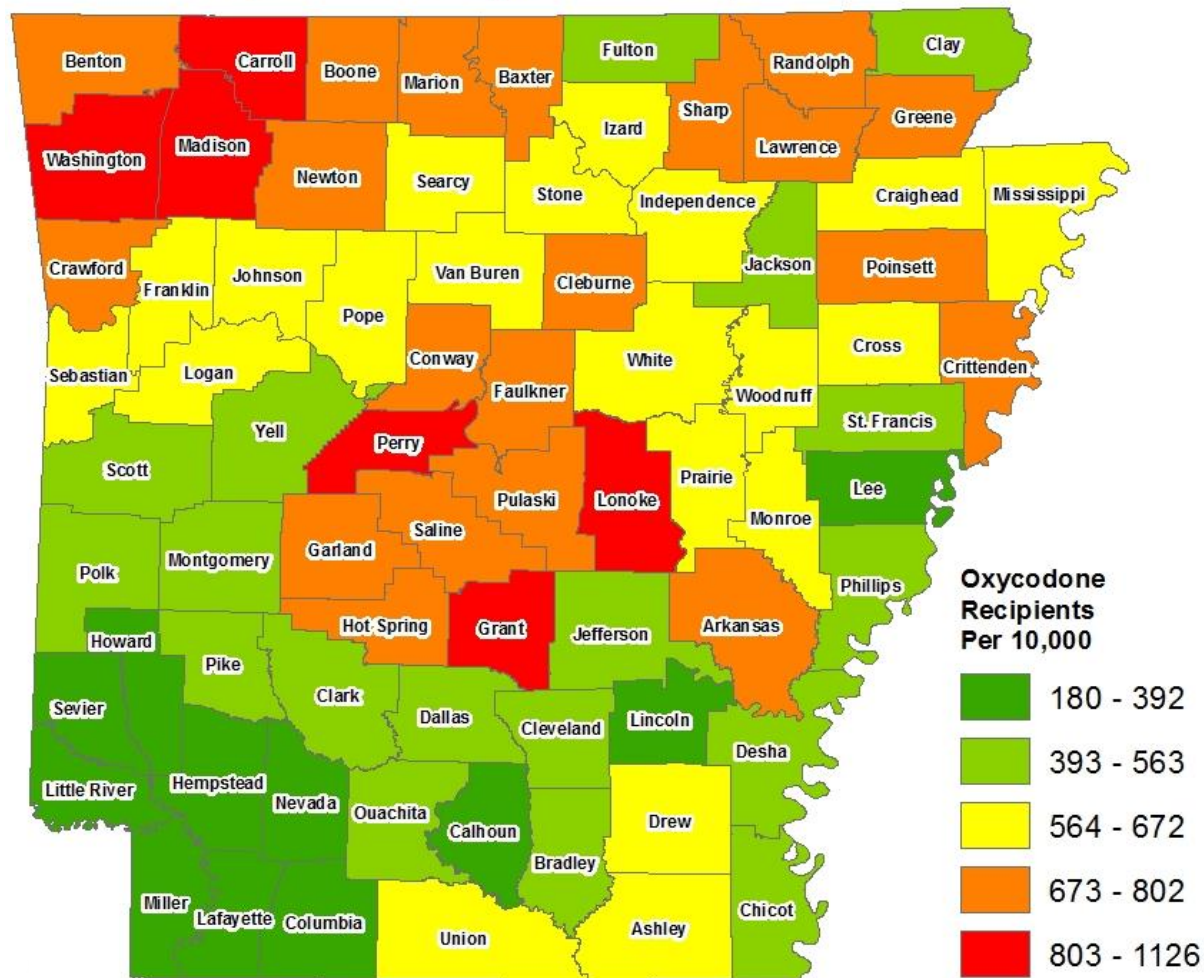 Benton
Carroll
Boone
Marion
Baxter
Fulton
Randolph
Clay
Sharp
Greene
Izard
Lawrence
Washington
Madison
Newton
Searcy
Stone
Independence
Craighead
Mississippi
Crawford
Franklin
Johnson
Van Buren
Cleburne
Jackson
Poinsett
Pope
Sebastian
Logan
Conway
Faulkner
White
Woodruff
Cross
Crittenden
Yell
St. Francis
Scott
Perry
Pulaski
Lonoke
Prairie
Lee
Monroe
Saline
Garland
Montgomery
Polk
Phillips
Howard
Pike
Hot Spring
Grant
Jefferson
Arkansas
Clark
Sevier
Dallas
Cleveland
Lincoln
Desha
Little River
Hempstead
Nevada
Ouachita
Calhoun
Drew
Bradley
Miller
Lafayette
Columbia
Union
Ashley
Chicot
Oxycodone
Recipients
Per 10,000
180 - 392
393 - 563
564 - 672
673 - 802
803 - 1126